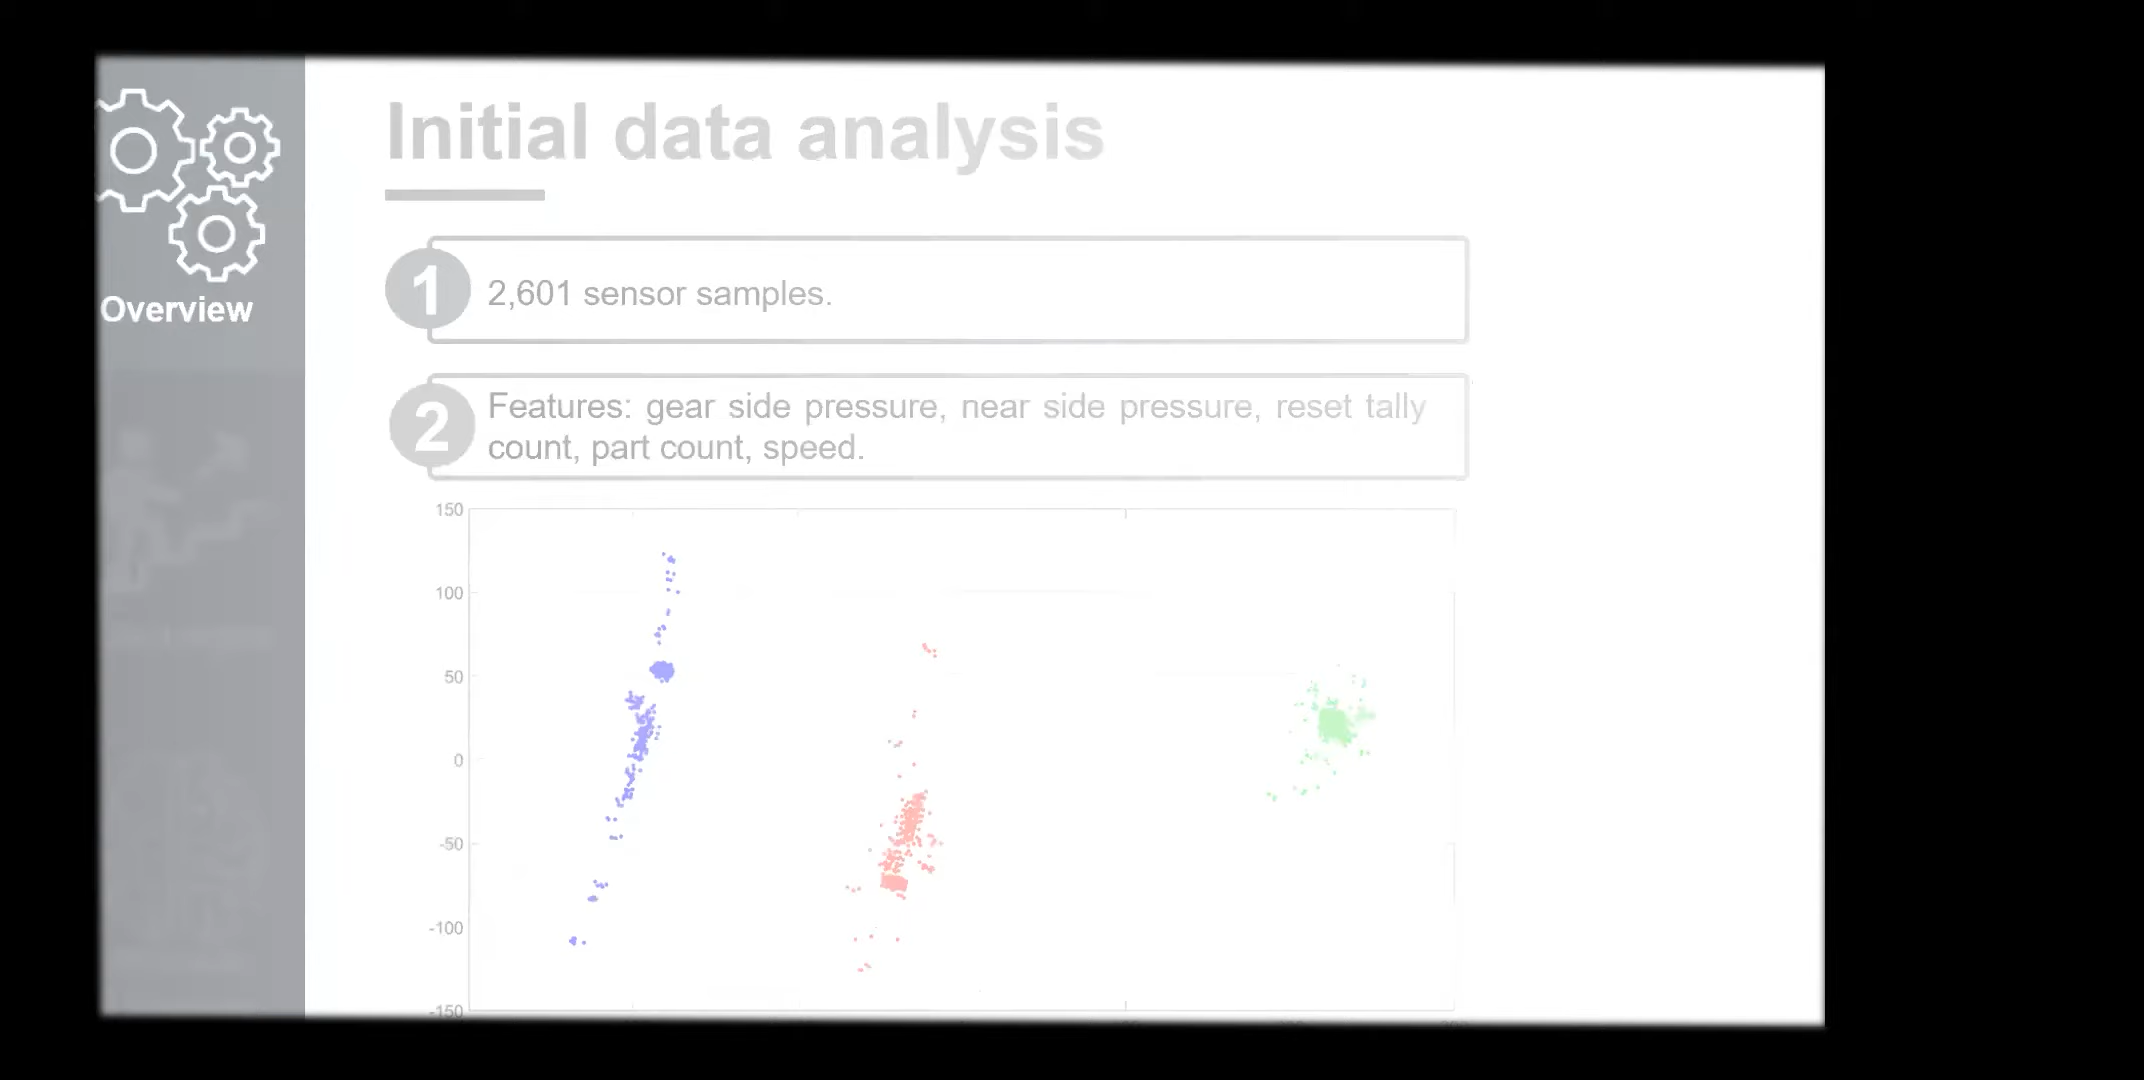 Initial data analysis
Overview
1
2,601 sensor samples.
2
Features: gear side pressure, near side pressure, reset tally
count, part count, speed.
150
100
50
0
-50
-100
-150